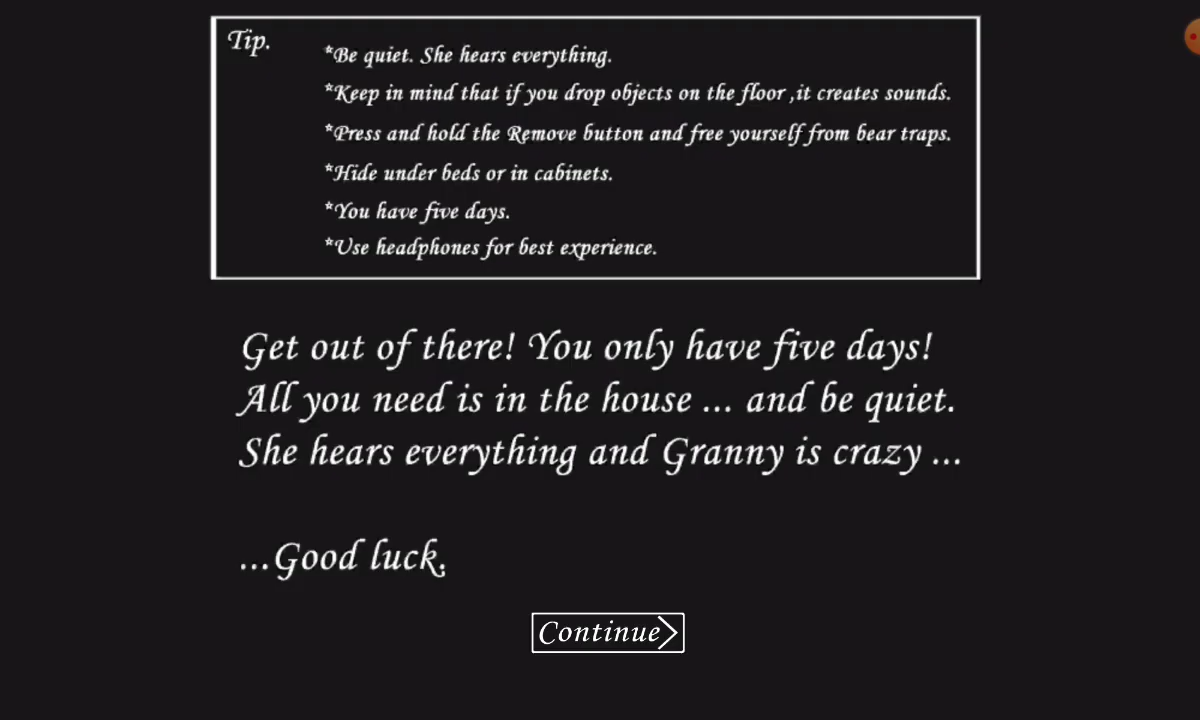 Tip.
*Be quiet. She hears everything.
*Keep in mind that if you drop objects on the floor ,it creates sounds.
*Press and hold the Remove button and free yourself from bear traps.
*Hide under beds or in cabinets.
*You have five days.
*Use headphones for best experience.
Get out of there! You only have five days!
All you need is in the house ... and be quiet.
She hears everything and Granny is crazy ...
...Good luck.
Continue